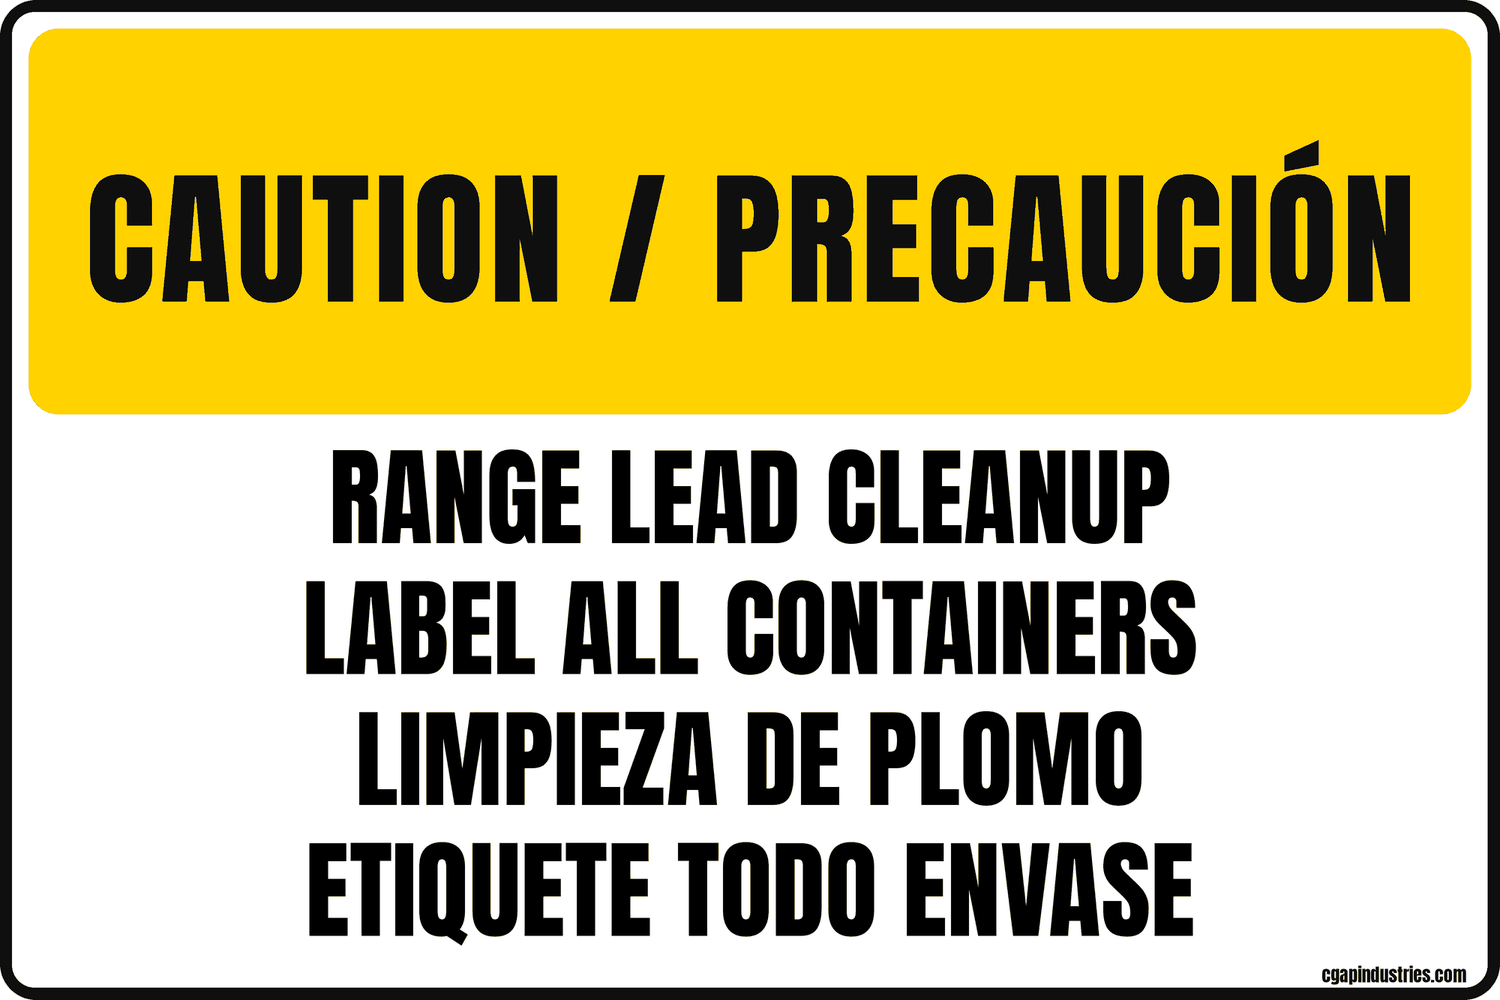 CAUTION / PRECAUCIÓN
RANGE LEAD CLEANUP
LABEL ALL CONTAINERS
LIMPIEZA DE PLOMO
ETIQUETE TODO ENVASE
cgapindustries.com